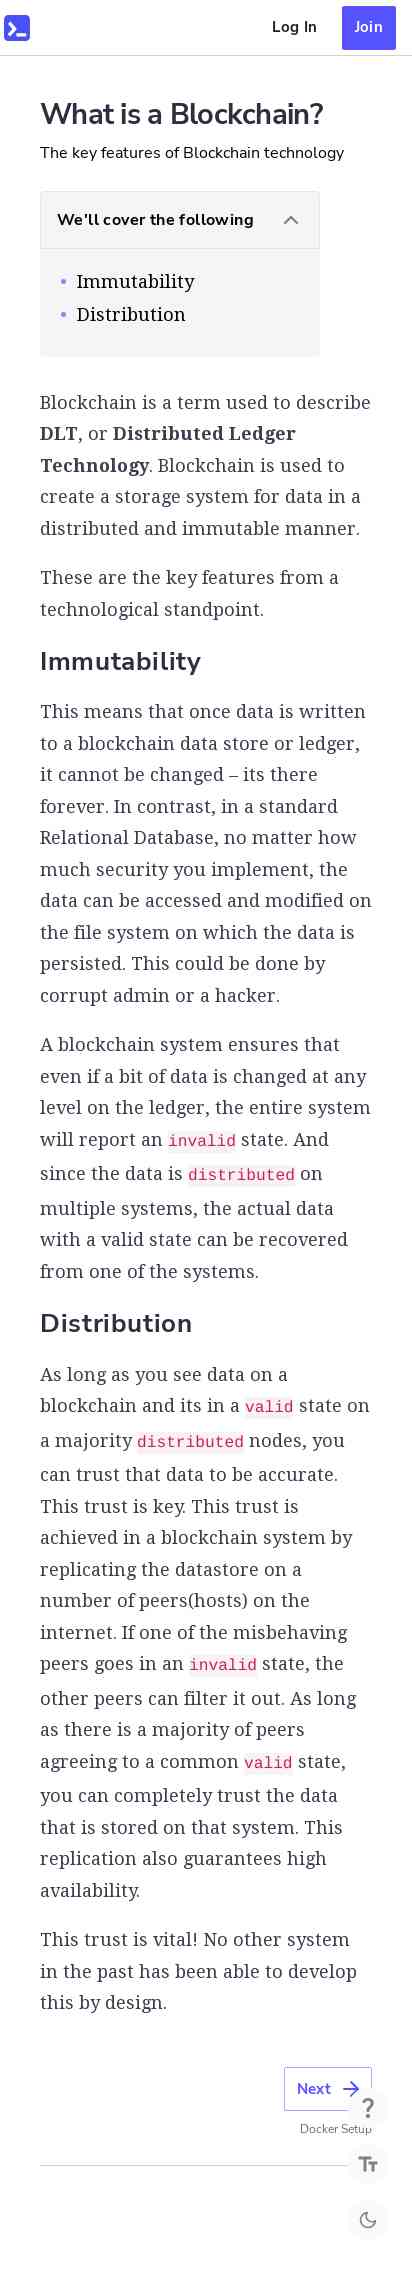 Log In
Join
What is a Blockchain?
The key features of Blockchain technology
We'll cover the following
Immutability
Distribution
Blockchain is a term used to describe
DLT, or Distributed Ledger
Technology. Blockchain is used to
create a storage system for data in a
distributed and immutable manner.
These are the key features from a
technological standpoint.
Immutability
This means that once data is written
to a blockchain data store or ledger,
it cannot be changed – its there
forever. In contrast, in a standard
Relational Database, no matter how
much security you implement, the
data can be accessed and modified on
the file system on which the data is
persisted. This could be done by
corrupt admin or a hacker.
A blockchain system ensures that
even if a bit of data is changed at any
level on the ledger, the entire system
will report an invalid state. And
since the data is distributed on
multiple systems, the actual data
with a valid state can be recovered
from one of the systems.
Distribution
As long as you see data on a
blockchain and its in a valid state on
a majority distributed nodes, you
can trust that data to be accurate.
This trust is key. This trust is
achieved in a blockchain system by
replicating the datastore on a
number of peers(hosts) on the
internet. If one of the misbehaving
peers goes in an invalid state, the
other peers can filter it out. As long
as there is a majority of peers
agreeing to a common valid state,
you can completely trust the data
that is stored on that system. This
replication also guarantees high
availability.
This trust is vital! No other system
in the past has been able to develop
this by design.
Next
?
Docker Setup
TT